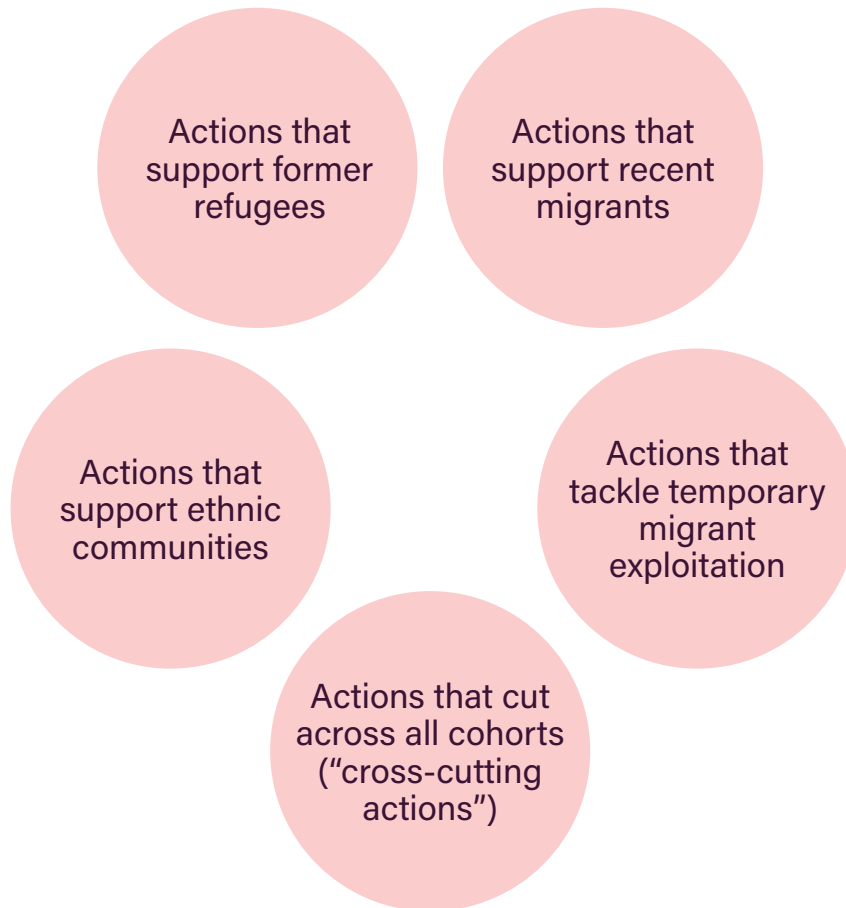 Actions that
support former
refugees
Actions that
support recent
migrants
Actions that
support ethnic
communities
Actions that
tackle temporary
migrant
exploitation
Actions that cut
across all cohorts
(“cross-cutting
actions”)